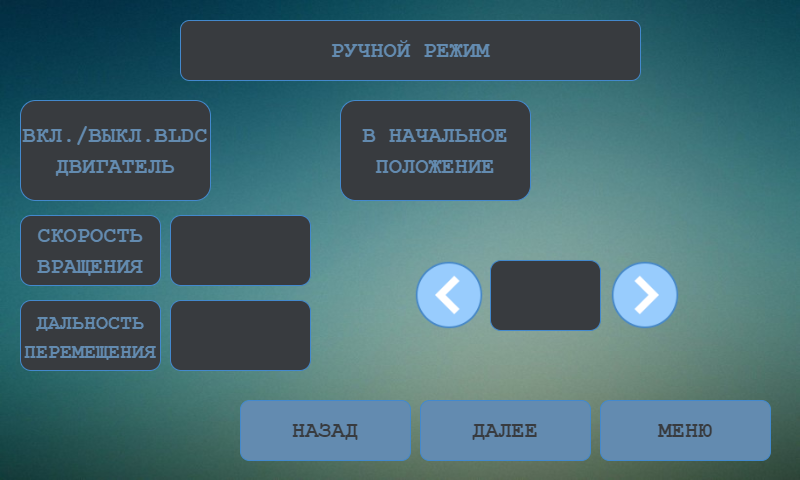 РУЧНОЙ РЕЖИМ
ВКЛ./ВЫКЛ.BLDC
ДВИГАТЕЛЬ
В НАЧАЛЬНОЕ
ПОЛОЖЕНИЕ
СКОРОСТЬ
ВРАЩЕНИЯ
ДАЛЬНОСТЬ
ПЕРЕМЕЩЕНИЯ
НАЗАД
ДАЛЕЕ
МЕНЮ